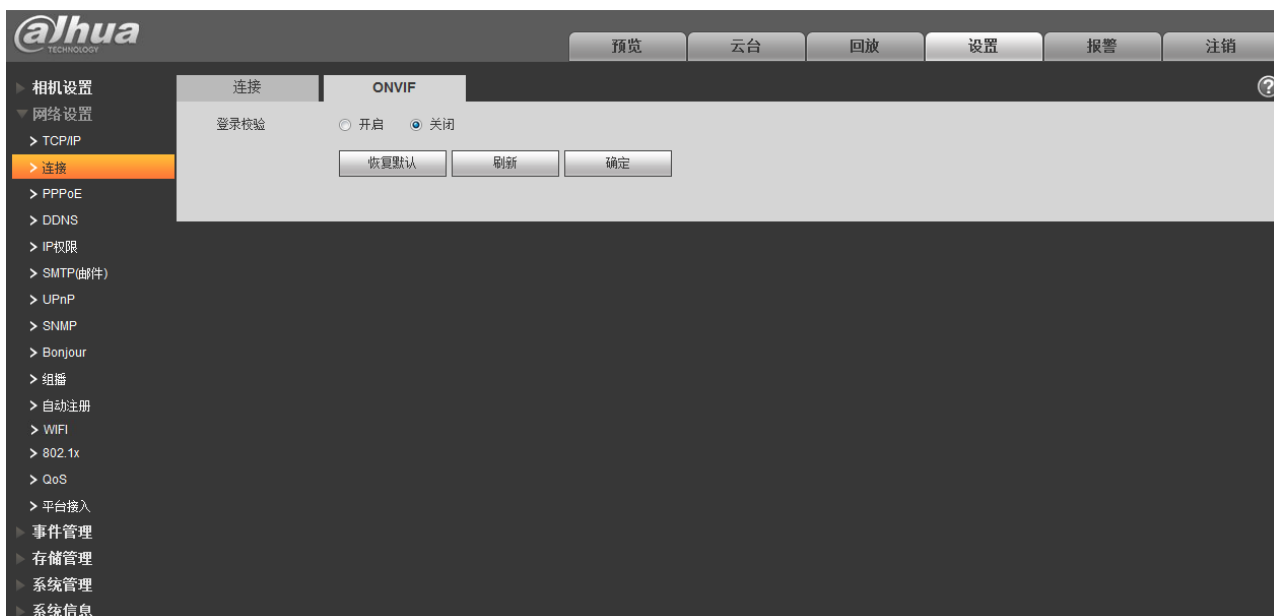 alhua
TECHNOLOGY
预览 云台 回放 设置 报警 注销
相机设置
网络设置
> TCP/IP
> 连接
> PPPoE
> DDNS
> IP权限
> SMTP(邮件)
> UPnP
> SNMP
> Bonjour
> 组播
> 自动注册
> WIFI
> 802.1x
> QoS
> 平台接入
事件管理
存储管理
系统管理
系统信息
连接 ONVIF
?
登录校验 开启 关闭
恢复默认 刷新 确定